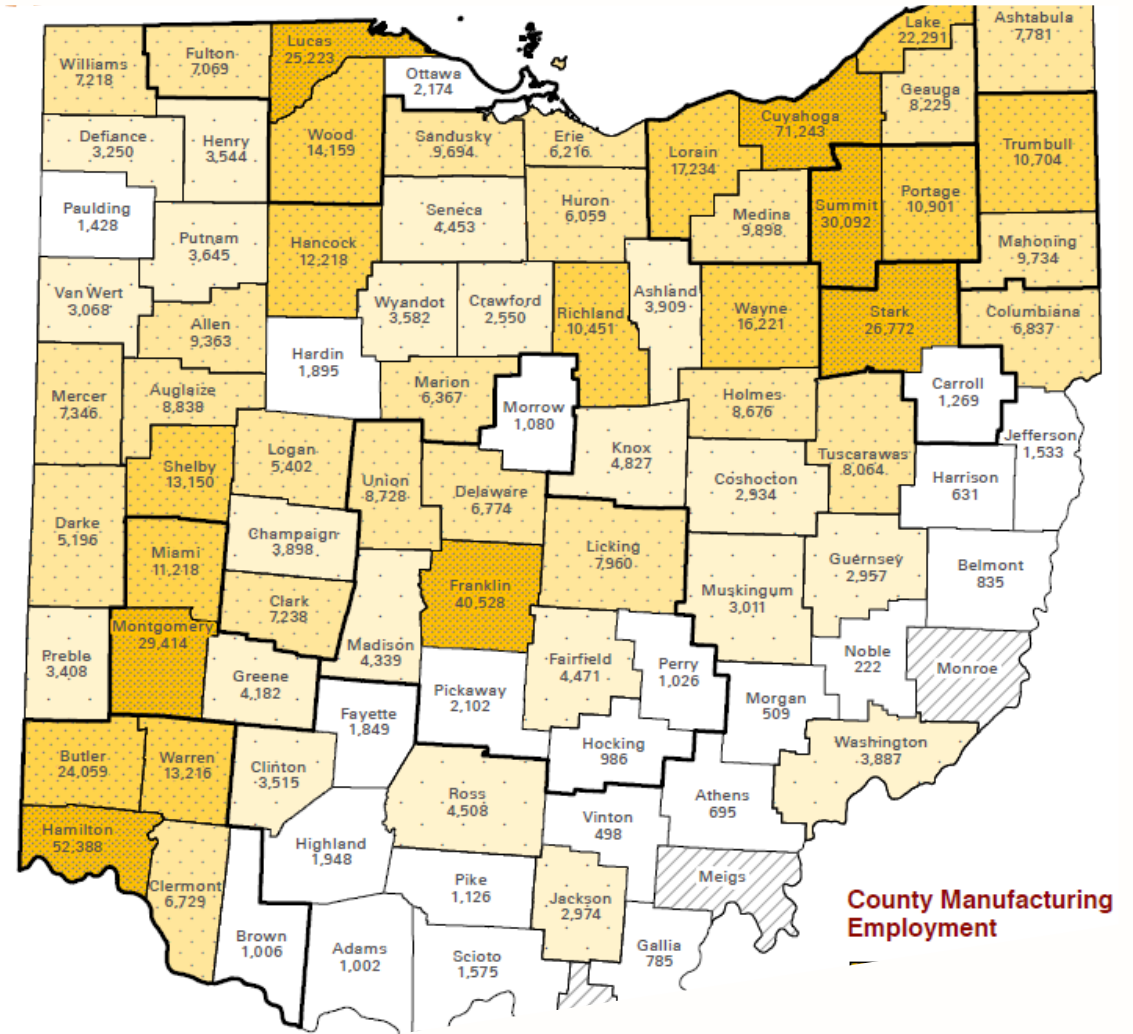 Lake
22,291
Ashtabula
7,781
Williams
7,218
Fulton
7,069
Lucas
25,223
Ottawa
2,174
Geauga
8,229
Cuyahoga
71,243
Defiance
3,250
Henry
3,544
Wood
14,159
Sandusky
9,694
Erie
6,216
Lorain
17,234
Trumbull
10,704
Paulding
1,428
Putnam
3,645
Hancock
12,218
Seneca
4,453
Huron
6,059
Medina
9,898
Summit
30,092
Portage
10,901
Mahoning
9,734
Van Wert
3,068
Allen
9,363
Wyandot
3,582
Crawford
2,550
Richland
10,451
Ashland
3,909
Wayne
16,221
Stark
26,772
Columbiana
6,837
Hardin
1,895
Mercer
7,346
Auglaize
8,838
Marion
6,367
Morrow
1,080
Holmes
8,676
Carroll
1,269
Jefferson
1,533
Shelby
13,150
Logan
5,402
Union
8,728
Delaware
6,774
Knox
4,827
Coshocton
2,934
Tuscarawas
8,064
Harrison
631
Darke
5,196
Miami
11,218
Champaign
3,898
Clark
7,238
Franklin
40,528
Licking
7,960
Muskingum
3,011
Guernsey
2,957
Belmont
835
Preble
3,408
Montgomery
29,414
Greene
4,182
Madison
4,339
Pickaway
2,102
Fairfield
4,471
Perry
1,026
Morgan
509
Noble
222
Monroe
Fayette
1,849
Hocking
986
Washington
3,887
Butler
24,059
Warren
13,216
Clinton
3,515
Ross
4,508
Vinton
498
Athens
695
Hamilton
52,388
Clermont
6,729
Highland
1,948
Pike
1,126
Jackson
2,974
Meigs
Brown
1,006
Adams
1,002
Scioto
1,575
Gallia
785
County Manufacturing
Employment